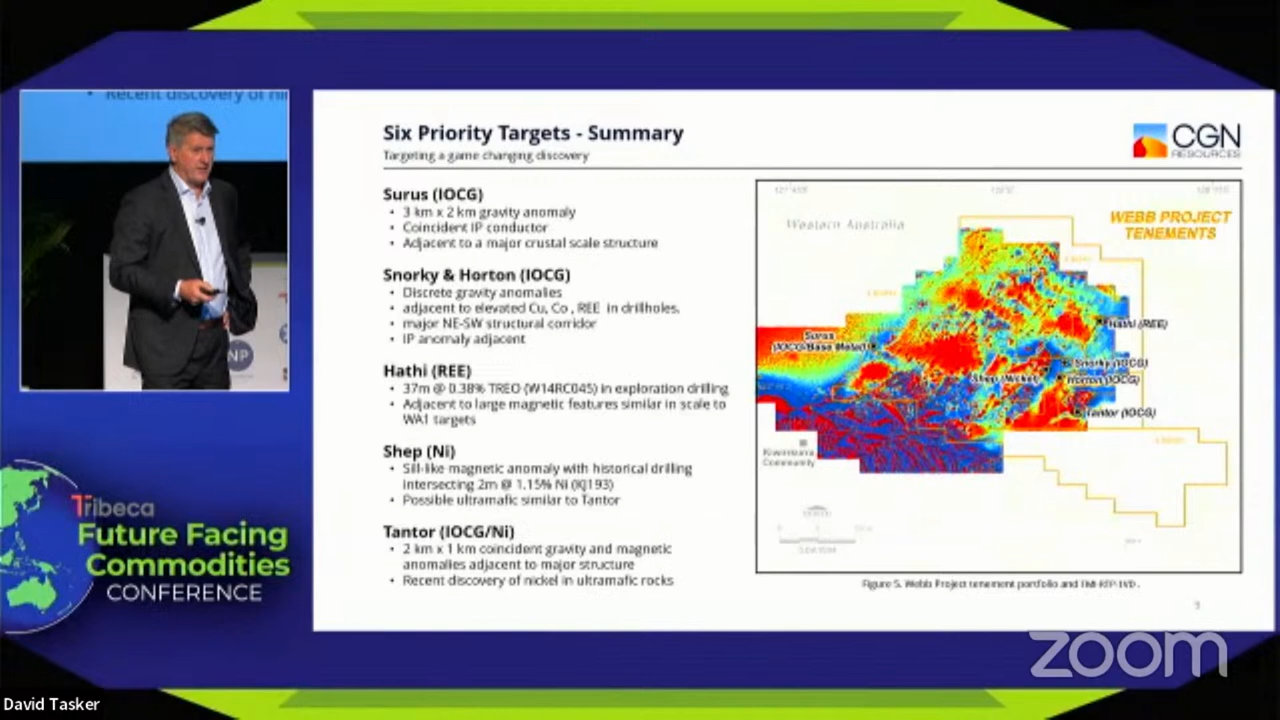 Recent discovery of
Six Priority Targets - Summary
Targeting a game changing discovery
CGN
RESOURCES
Surus (IOCG)
• 3 km x 2 km gravity anomaly
• Coincident IP conductor
• Adjacent to a major crustal scale structure
Snorky & Horton (IOCG)
• Discrete gravity anomalies
• adjacent to elevated Cu, Co , REE in drillholes.
• major NE-SW structural corridor
• IP anomaly adjacent
Hathi (REE)
• 37m @ 0.38% TREO (W14RC045) in exploration drilling
• Adjacent to large magnetic features similar in scale to
WA1 targets
Shep (Ni)
• Sill-like magnetic anomaly with historical drilling
intersecting 2m @ 1.15% Ni (KJ193)
• Possible ultramafic similar to Tantor
Tantor (IOCG/Ni)
• 2 km x 1 km coincident gravity and magnetic
anomalies adjacent to major structure
• Recent discovery of nickel in ultramafic rocks
Western Australia
WEBB PROJECT
TENEMENTS
Hathi (REE)
Surus
(IOCG/Base Metal)
Snorky (IOCG)
Shep (Nickel)
Horton (IOCG)
Tantor (IOCG)
Kiwirrkurra
Community
Figure 5. Webb Project tenement portfolio and TMI-RTP-1VD.
9
Tribeca
Future Facing
Commodities
CONFERENCE
zoom
David Tasker